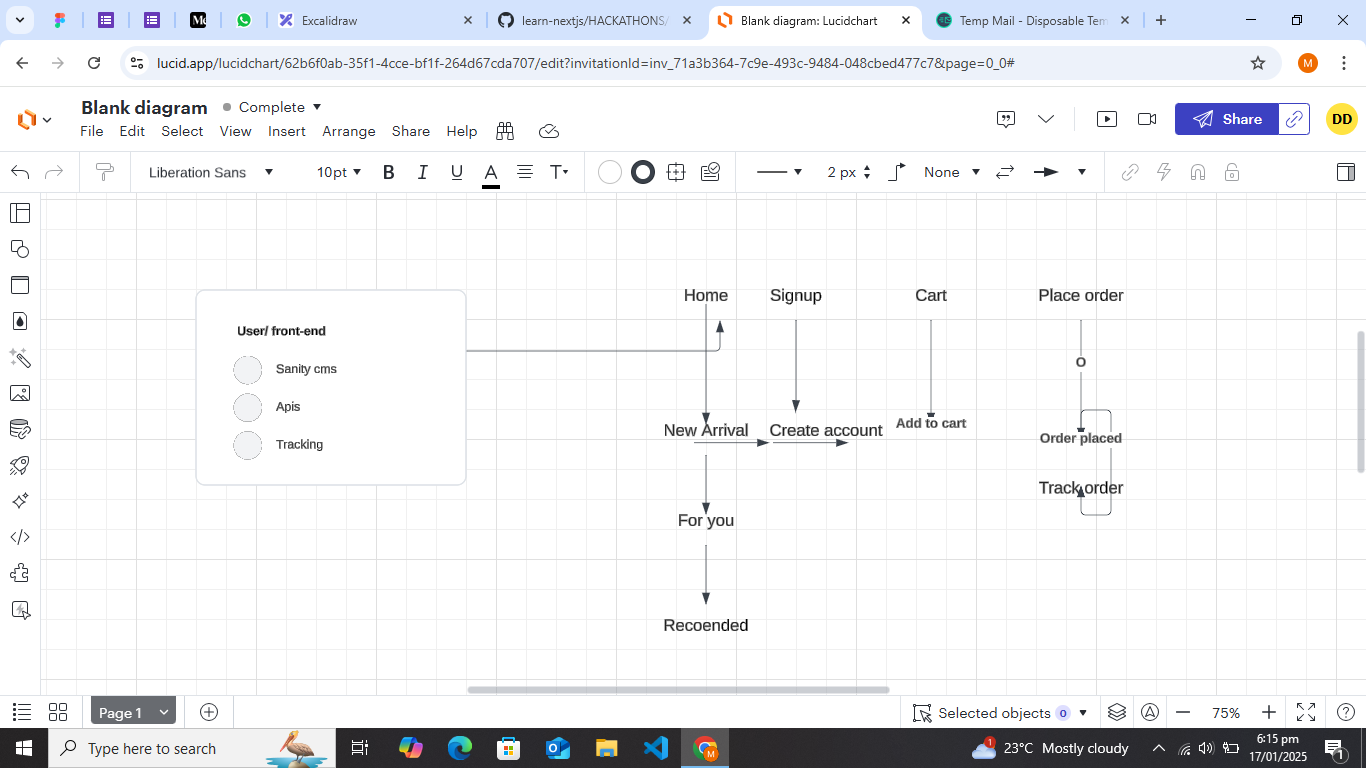 Excalidraw
learn-nextjs/HACKATHONS/
Blank diagram: Lucidchart
Temp Mail - Disposable Tem
lucid.app/lucidchart/62b6f0ab-35f1-4cce-bf1f-264d67cda707/edit?invitationId=inv_71a3b364-7c9e-493c-9484-048cbed477c7&page=0_0#
M
Blank diagram
Complete
File Edit Select View Insert Arrange Share Help
Share
DD
Liberation Sans
10pt
B I U A T
2 px
None
Home Signup Cart Place order
User/ front-end
Sanity cms
Apis
Tracking
O
New Arrival Create account Add to cart
Order placed
Track order
For you
Recoended
Page 1
Selected objects 0
75%
Type here to search
1
23°C Mostly cloudy
6:15 pm
17/01/2025
1